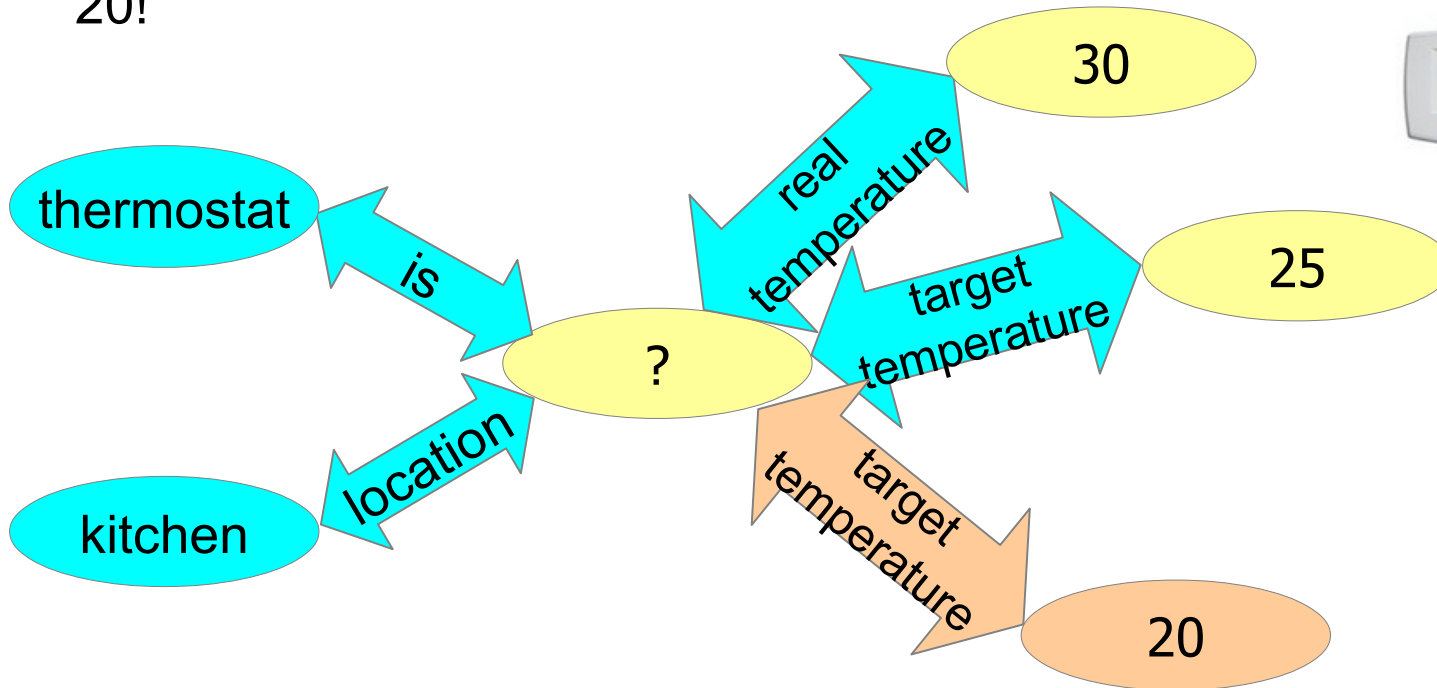 20!
30
real
temperature
thermostat
is
target
temperature
25
?
location
kitchen
target
temperature
20